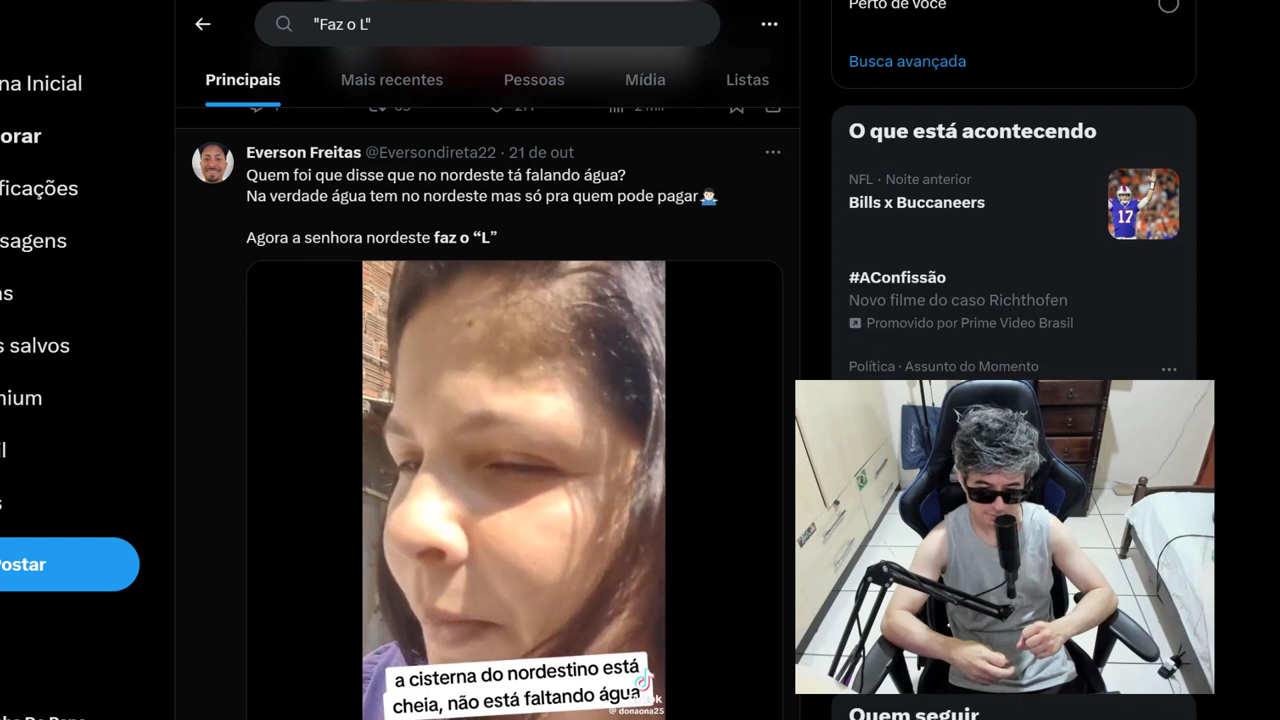 "Faz o L"
Perto de você
Busca avançada
na Inicial
orar
ficações
sagens
s
s salvos
nium
il
s
Postar
Principais
Mais recentes
Pessoas
Mídia
Listas
2 mil
Everson Freitas @Eversondireta22 · 21 de out
Quem foi que disse que no nordeste tá falando água?
Na verdade água tem no nordeste mas só pra quem pode pagar
Agora a senhora nordeste faz o “L”
a cisterna do nordestino está
cheia, não está faltando água
@donaona25
O que está acontecendo
NFL · Noite anterior
Bills x Buccaneers
17
#AConfissão
Novo filme do caso Richthofen
Promovido por Prime Video Brasil
Política · Assunto do Momento
Quem seguir